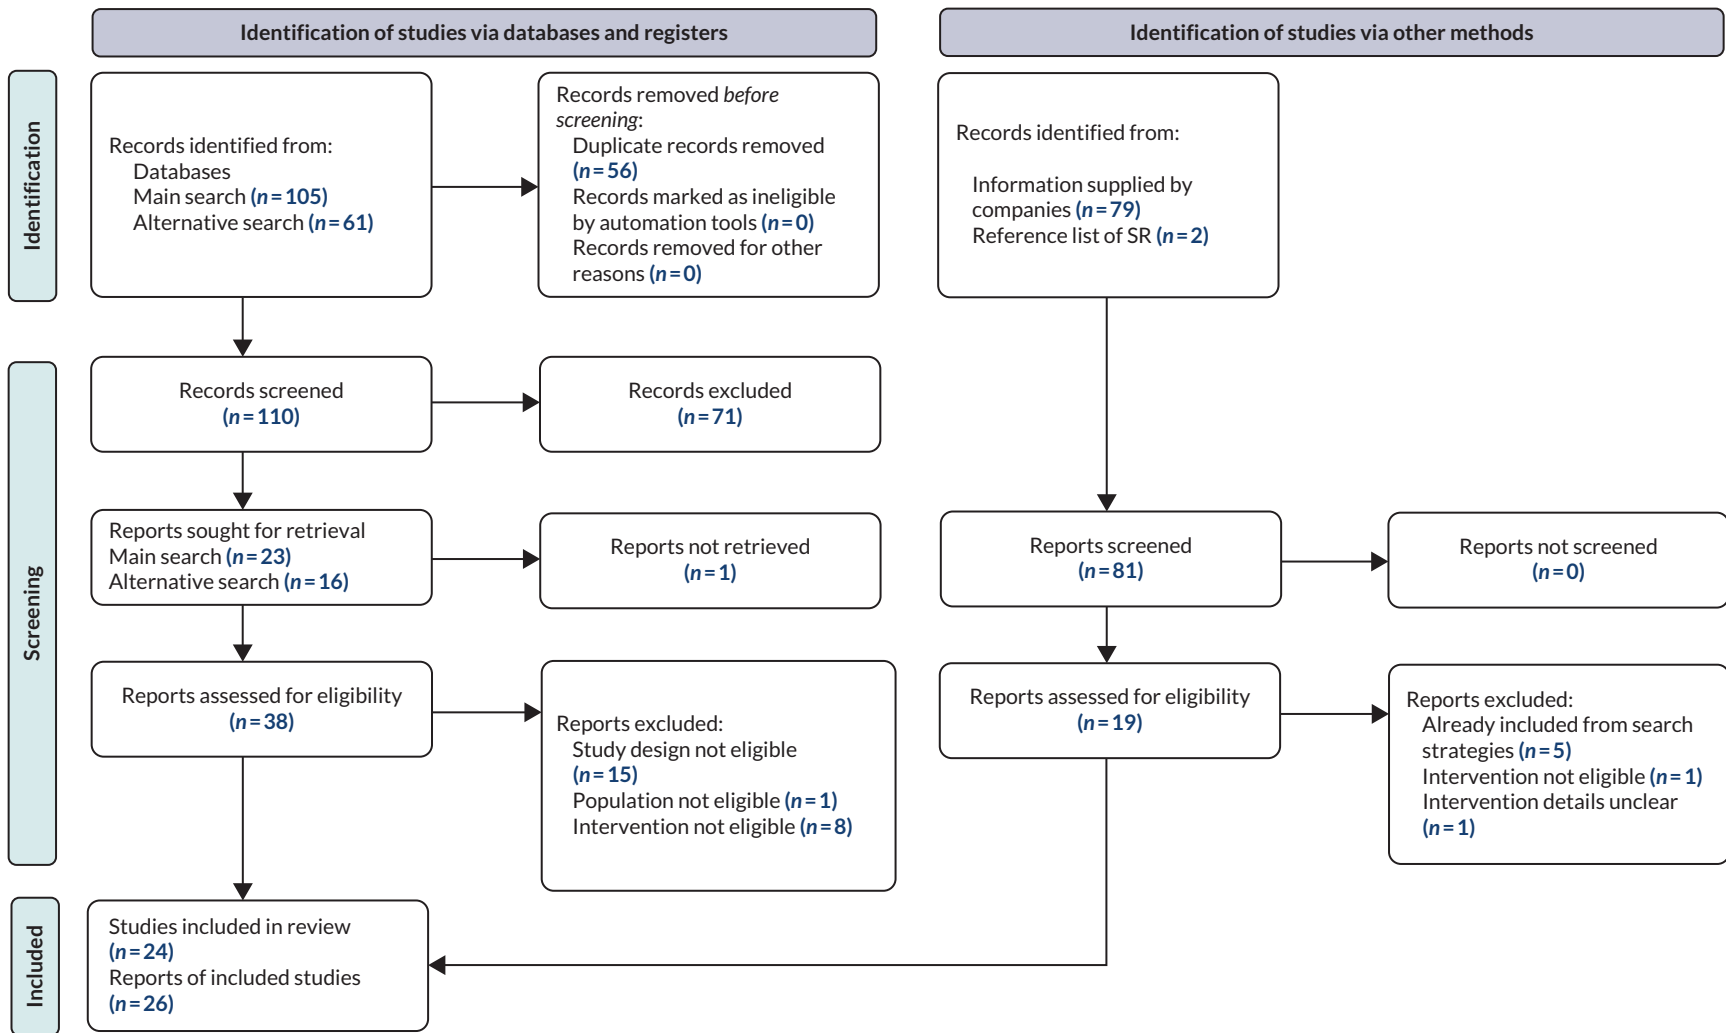 Identification of studies via databases and registers
Identification of studies via other methods
Identification
Records identified from:
Databases
Main search (n=105)
Alternative search (n=61)
Records removed before
screening:
Duplicate records removed
(n=56)
Records marked as ineligible
by automation tools (n=0)
Records removed for other
reasons (n=0)
Records identified from:
Information supplied by
companies (n=79)
Reference list of SR (n=2)
Screening
Records screened
(n=110)
Records excluded
(n=71)
Reports sought for retrieval
Main search (n=23)
Alternative search (n=16)
Reports not retrieved
(n=1)
Reports screened
(n=81)
Reports not screened
(n=0)
Reports assessed for eligibility
(n=38)
Reports excluded:
Study design not eligible
(n=15)
Population not eligible (n=1)
Intervention not eligible (n=8)
Reports assessed for eligibility
(n=19)
Reports excluded:
Already included from search
strategies (n=5)
Intervention not eligible (n=1)
Intervention details unclear
(n=1)
Included
Studies included in review
(n=24)
Reports of included studies
(n=26)